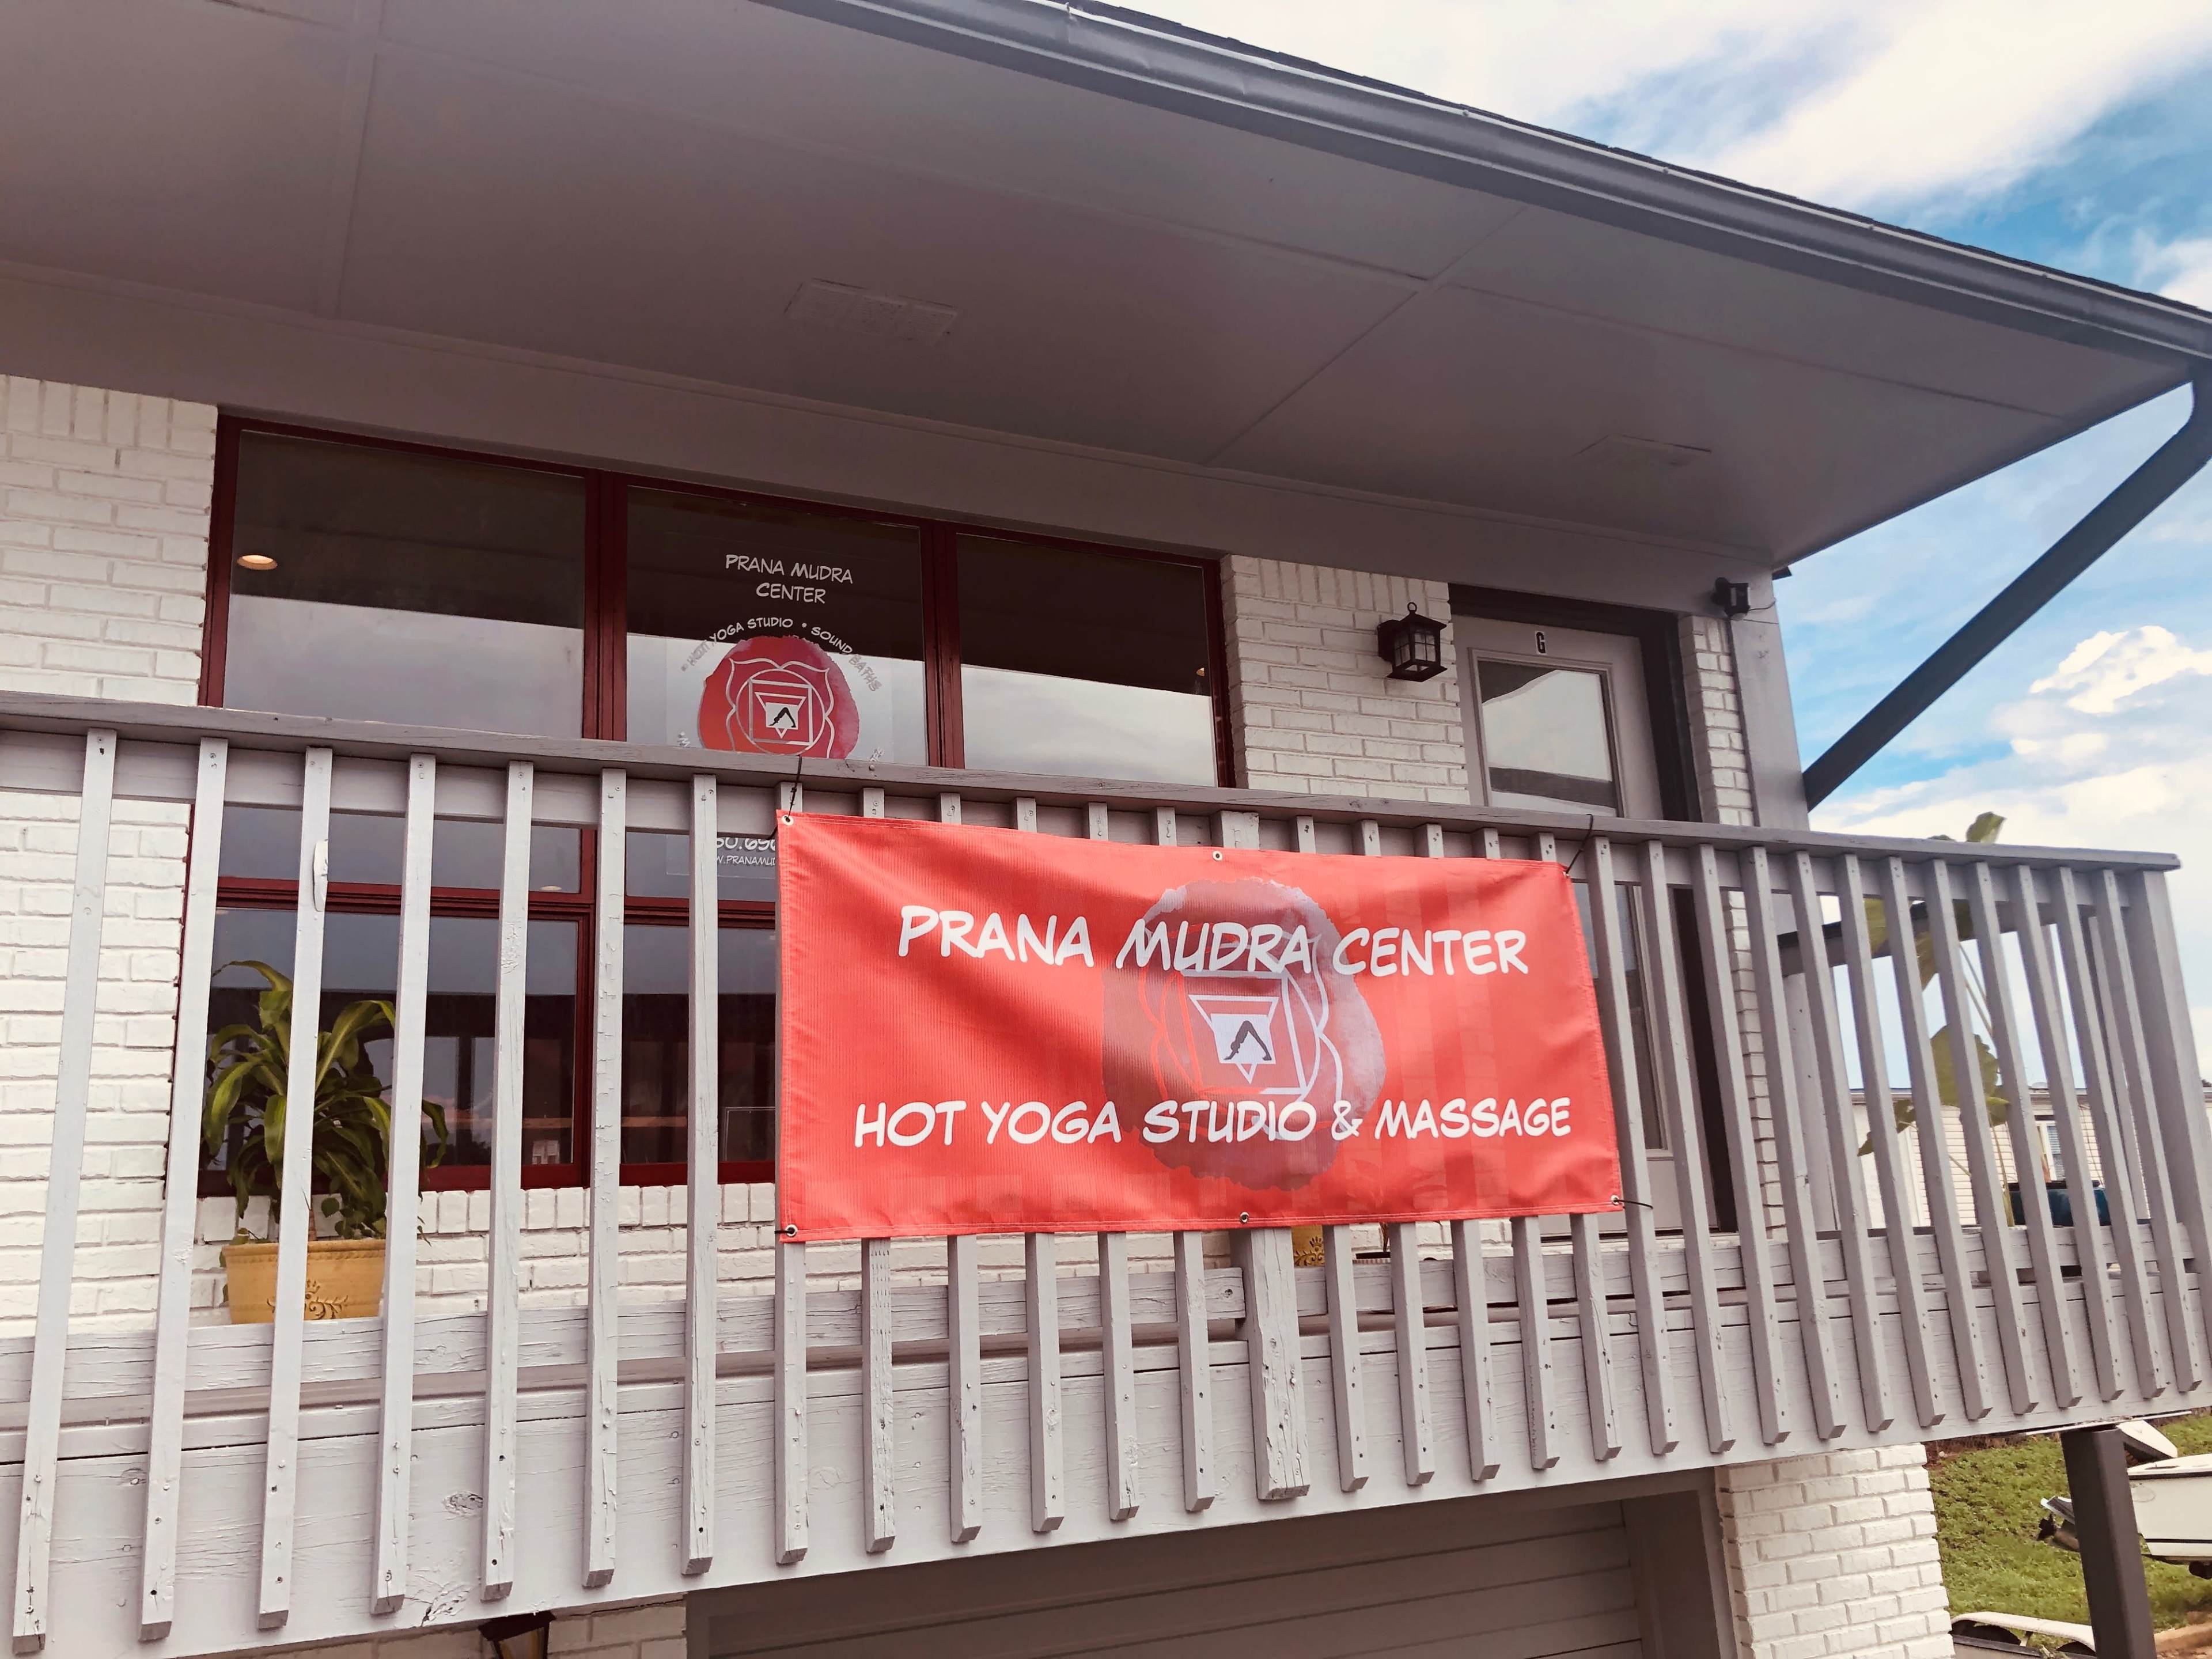 PRANA MUDRA
CENTER
• HOT YOGA STUDIO • SOUND BATHS
G
PRANA MUDRA CENTER
HOT YOGA STUDIO & MASSAGE